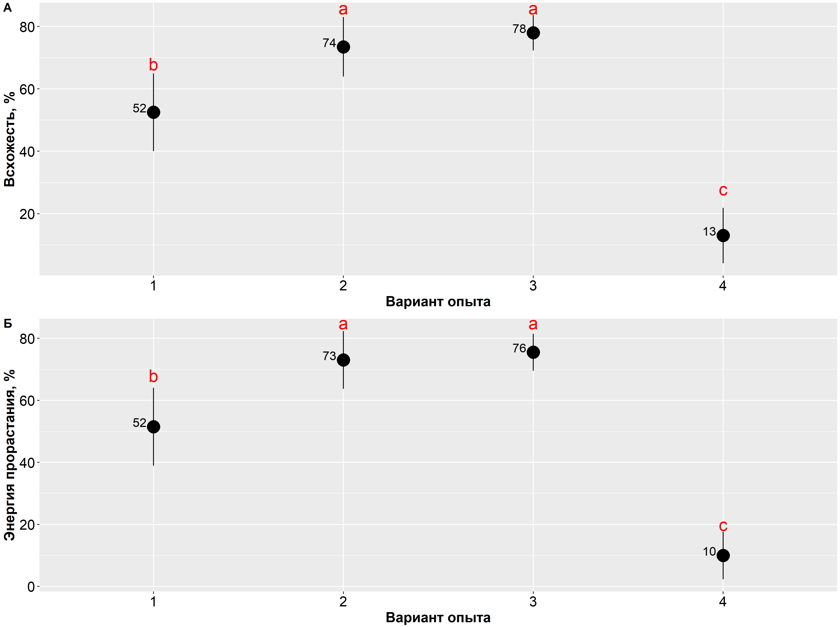 А
Всхожесть, %
80
60
40
20
b
52
a
74
a
78
c
13
1 2 3 4
Вариант опыта
Б
Энергия прорастания, %
80
60
40
20
0
b
52
a
73
a
76
c
10
1 2 3 4
Вариант опыта